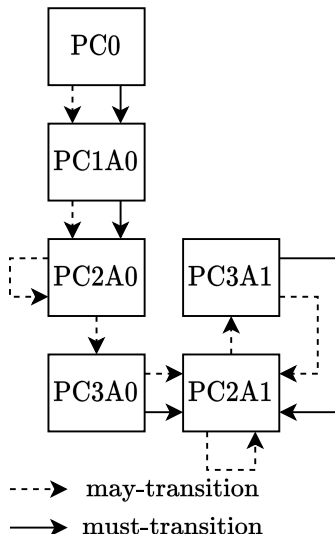 PC0
PC1A0
PC2A0
PC3A1
PC3A0
PC2A1
may-transition
must-transition